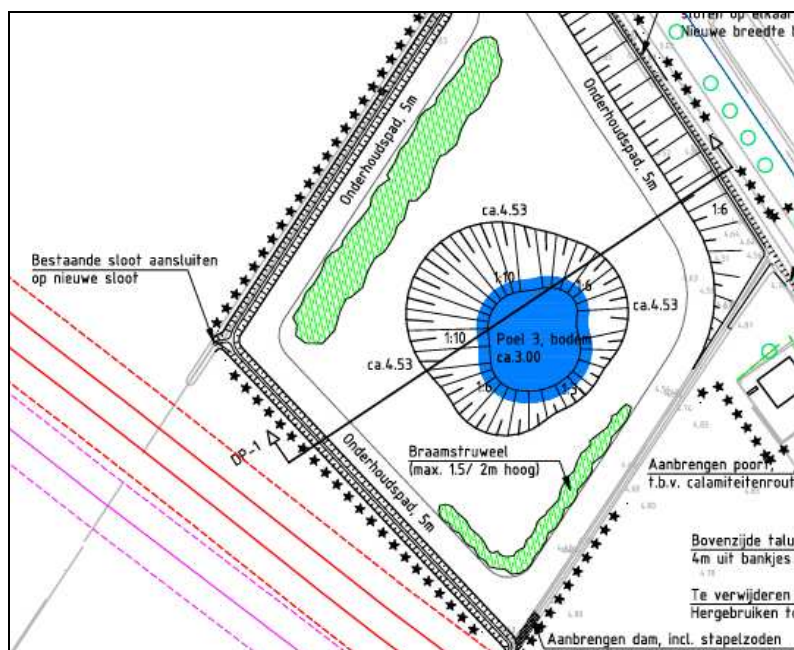 sloten op elkaar
Nieuwe breedte
Onderhoudspad, 5m
Onderhoudspad, 5m
ca.4.53
1:6
Bestaande sloot aansluiten
op nieuwe sloot
1:10
1:6
ca.4.53
1:10
Poel 3, bodem
ca.3.00
ca.4.53
1:6
DP-1
Onderhoudspad, 5m
Braamstruweel
(max. 1.5/ 2m hoog)
Aanbrengen poort,
t.b.v. calamiteitenrout
Bovenzijde talu
4m uit bankjes
Te verwijderen
Hergebruiken
Aanbrengen dam, incl. stapelzoden